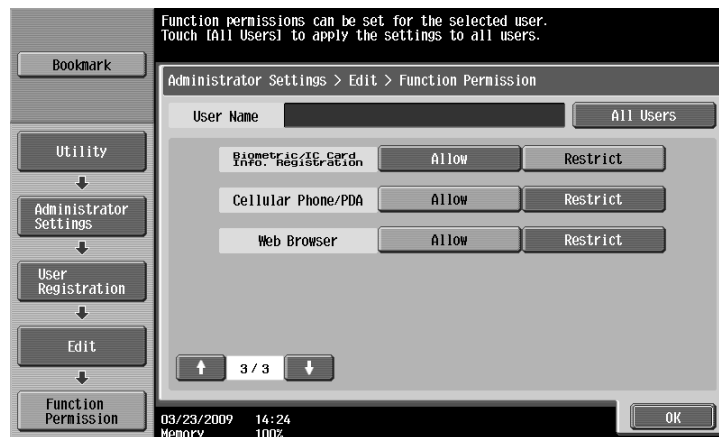 Function permissions can be set for the selected user.
Touch [All Users] to apply the settings to all users.
Bookmark
Administrator Settings > Edit > Function Permission
User Name
All Users
Utility
Biometric/IC Card
Info. Registration
Allow
Restrict
Administrator
Settings
Cellular Phone/PDA
Allow
Restrict
Web Browser
Allow
Restrict
User
Registration
Edit
3/3
Function
Permission
03/23/2009 14:24
Memory 100%
OK